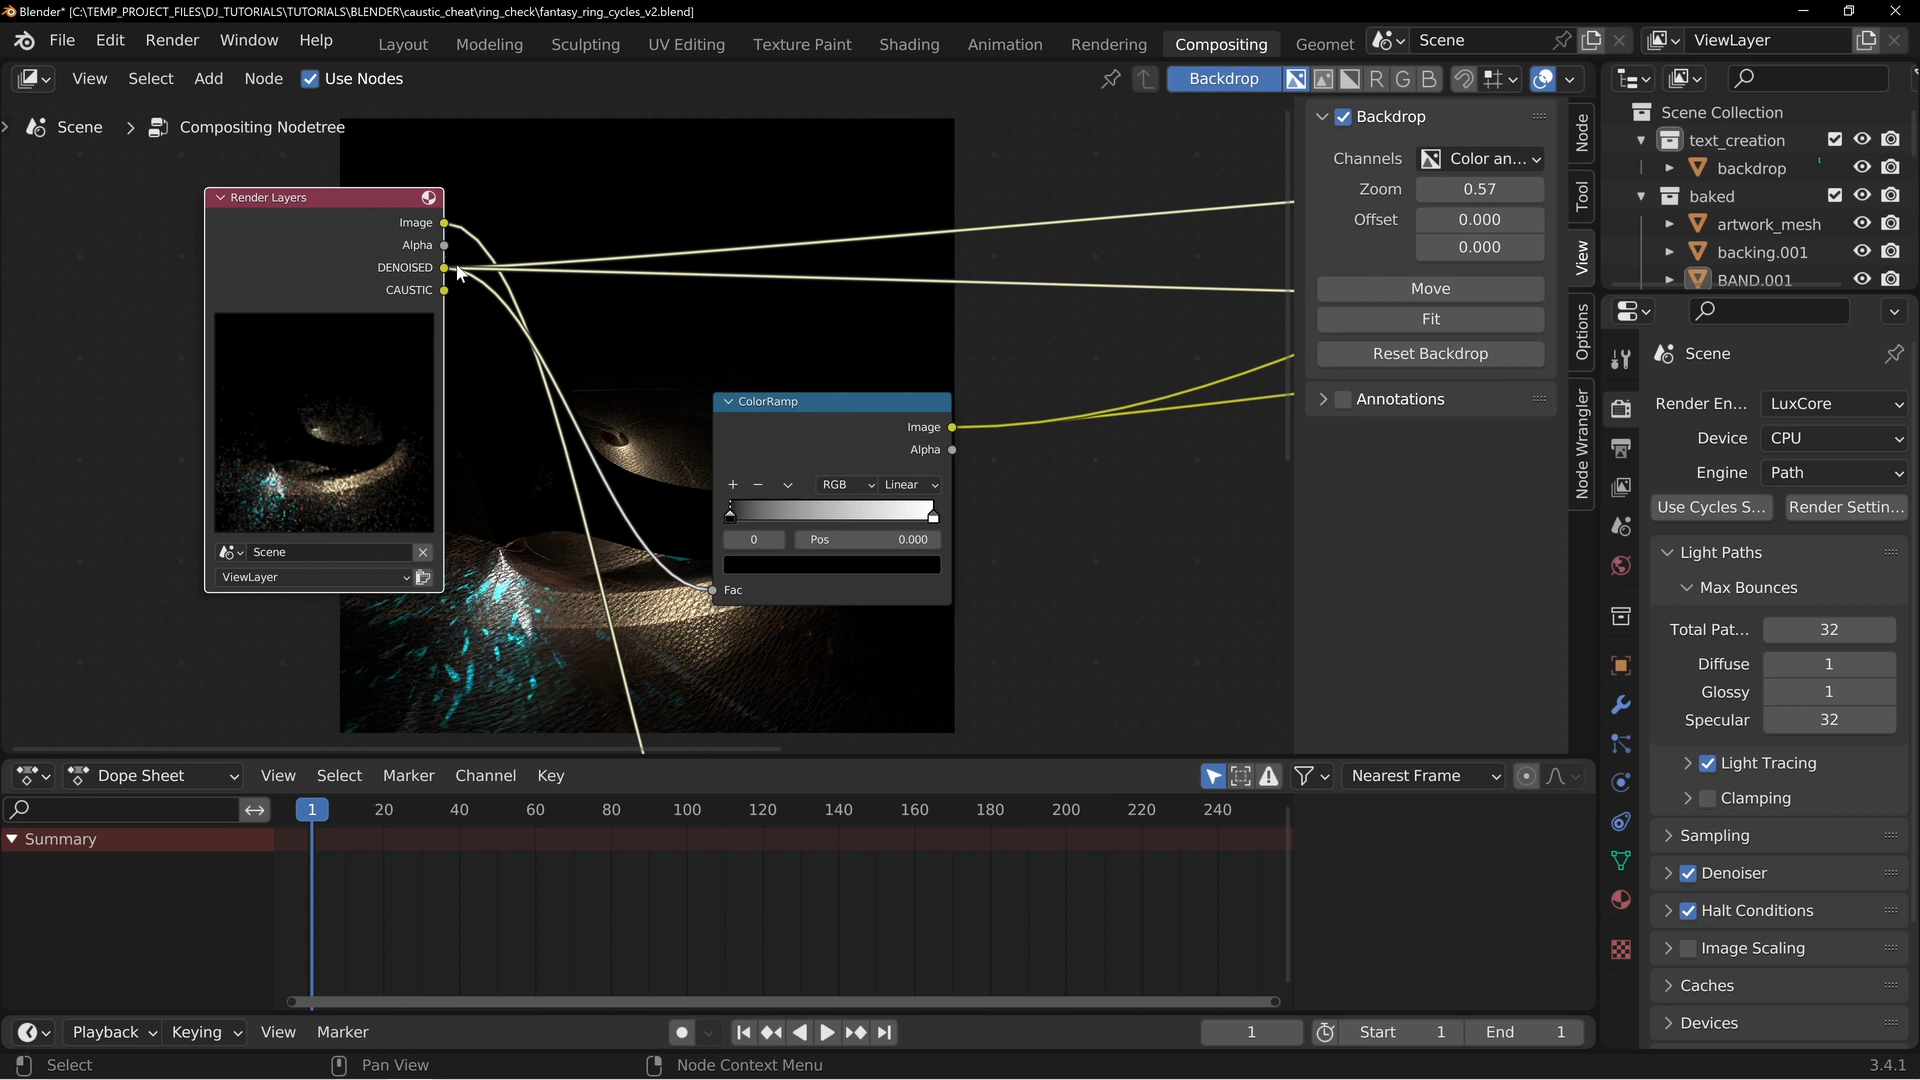 Blender* [C:\TEMP_PROJECT_FILES\DJ_TUTORIALS\TUTORIALS\BLENDER\caustic_cheat\ring_check\fantasy_ring_cycles_v2.blend]
File Edit Render Window Help Layout Modeling Sculpting UV Editing Texture Paint Shading Animation Rendering Compositing Geomet Scene ViewLayer
View Select Add Node Use Nodes Backdrop R G B
Scene > Compositing Nodetree
Render Layers
Image
Alpha
DENOISED
CAUSTIC
Scene
ViewLayer
ColorRamp
Image
Alpha
RGB Linear
0 Pos 0.000
Fac
Backdrop
Channels Color an...
Zoom 0.57
Offset 0.000
0.000
Move
Fit
Reset Backdrop
Annotations
Node
Tool
View
Options
Node Wrangler
Scene Collection
text_creation
backdrop
baked
artwork_mesh
backing.001
BAND.001
Scene
Render En... LuxCore
Device CPU
Engine Path
Use Cycles S... Render Settin...
Light Paths
Max Bounces
Total Pat... 32
Diffuse 1
Glossy 1
Specular 32
Light Tracing
Clamping
Sampling
Denoiser
Halt Conditions
Image Scaling
Caches
Devices
Dope Sheet View Select Marker Channel Key Nearest Frame
1 20 40 60 80 100 120 140 160 180 200 220 240
Summary
Playback Keying View Marker 1 Start 1 End 1
Select Pan View Node Context Menu 3.4.1